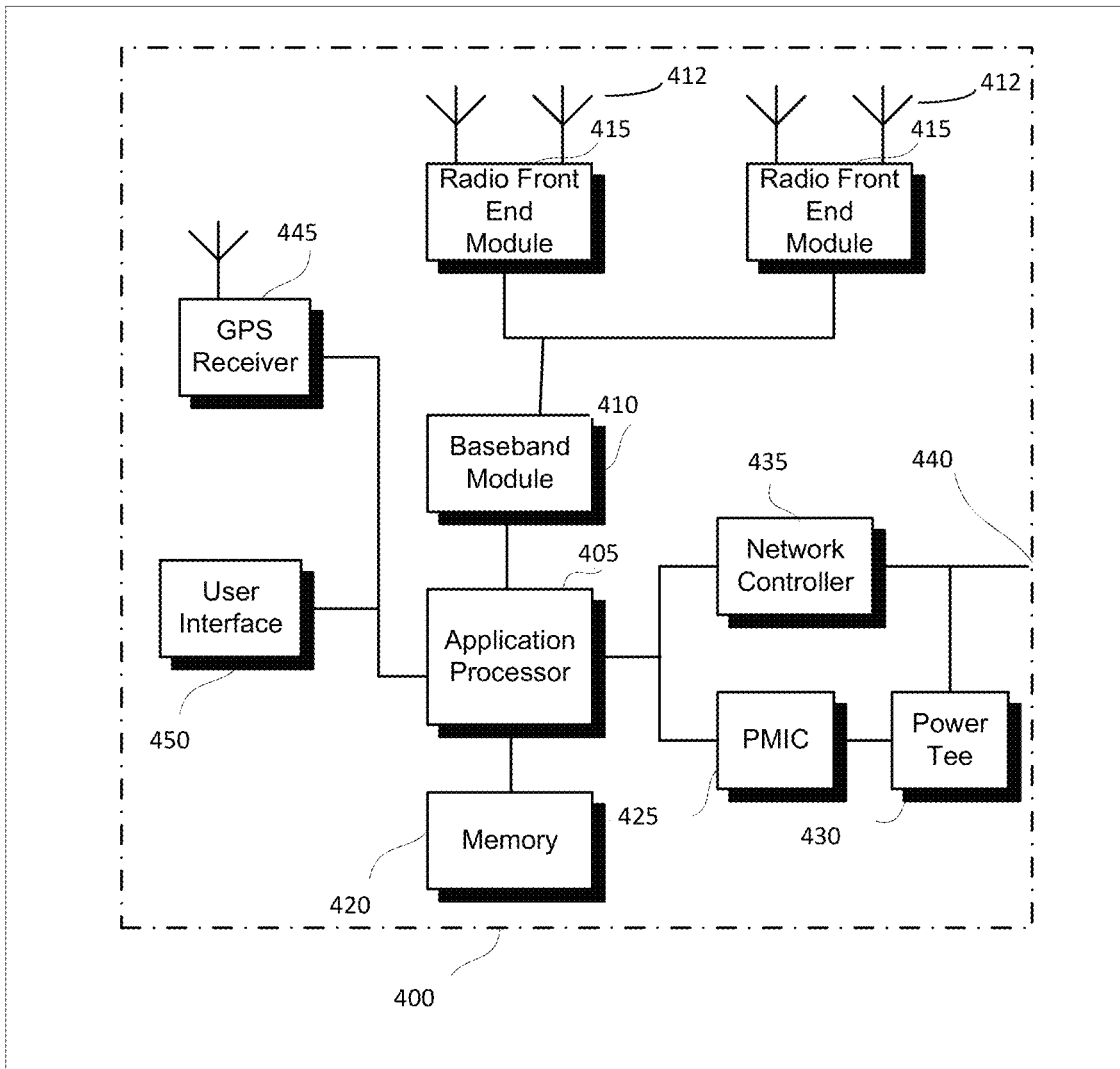 412
412
415
415
Radio Front
End
Module
Radio Front
End
Module
445
GPS
Receiver
410
Baseband
Module
435
440
405
Network
Controller
User
Interface
Application
Processor
450
PMIC
Power
Tee
425
430
Memory
420
400